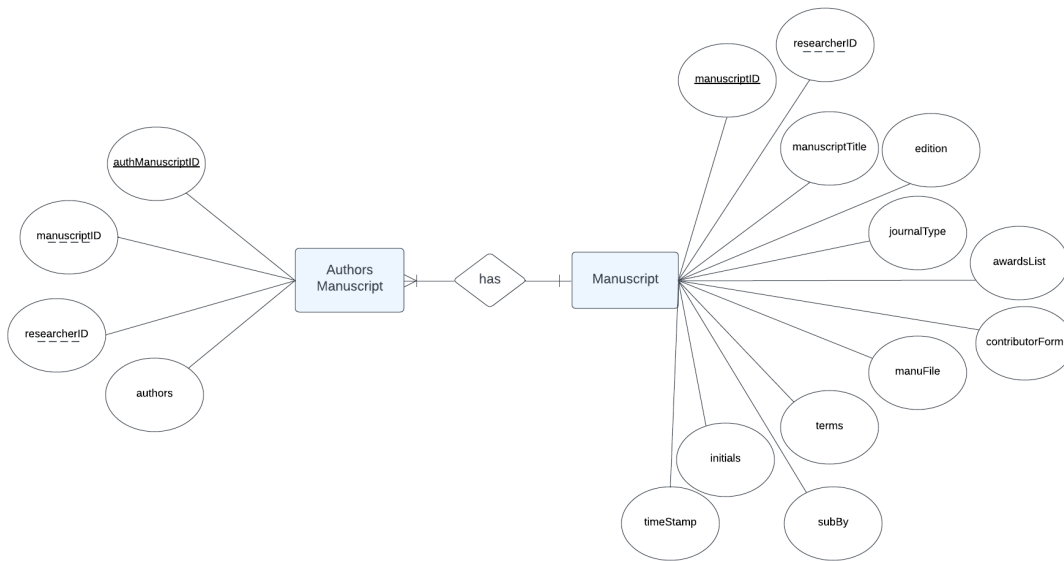 researcherID
manuscriptID
manuscriptTitle
edition
authManuscriptID
journalType
manuscriptID
awardsList
Authors
Manuscript
has
Manuscript
researcherID
contributorForm
manuFile
authors
terms
initials
timeStamp
subBy